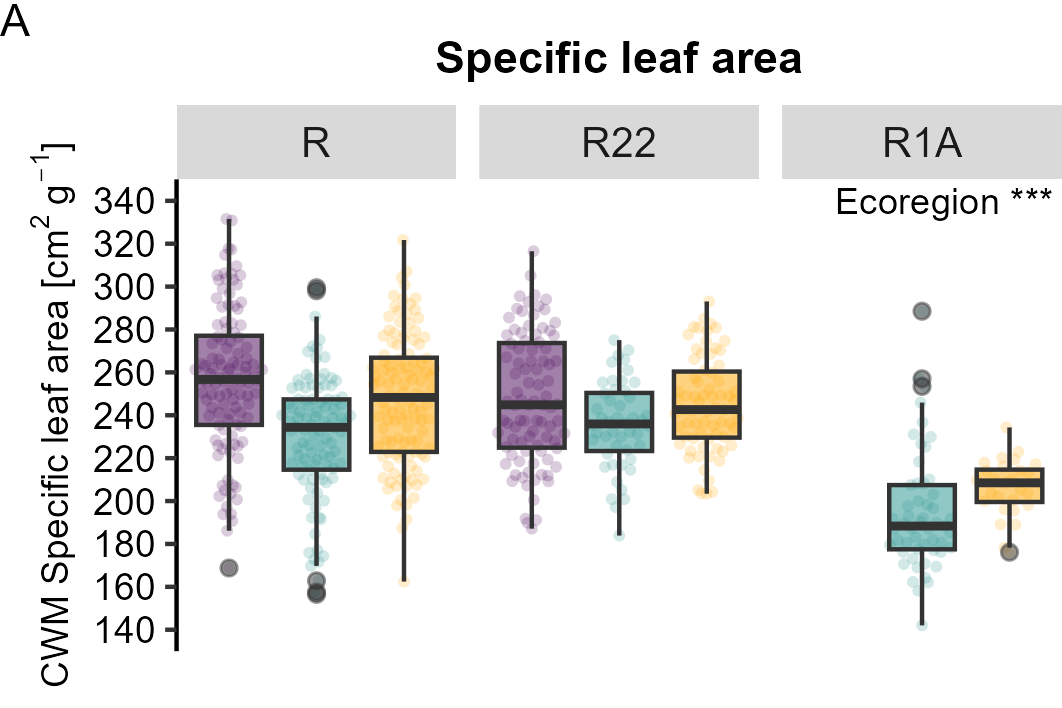 A
Specific leaf area
R R22 R1A
Ecoregion ***
CWM Specific leaf area [cm² g⁻¹]
340
320
300
280
260
240
220
200
180
160
140